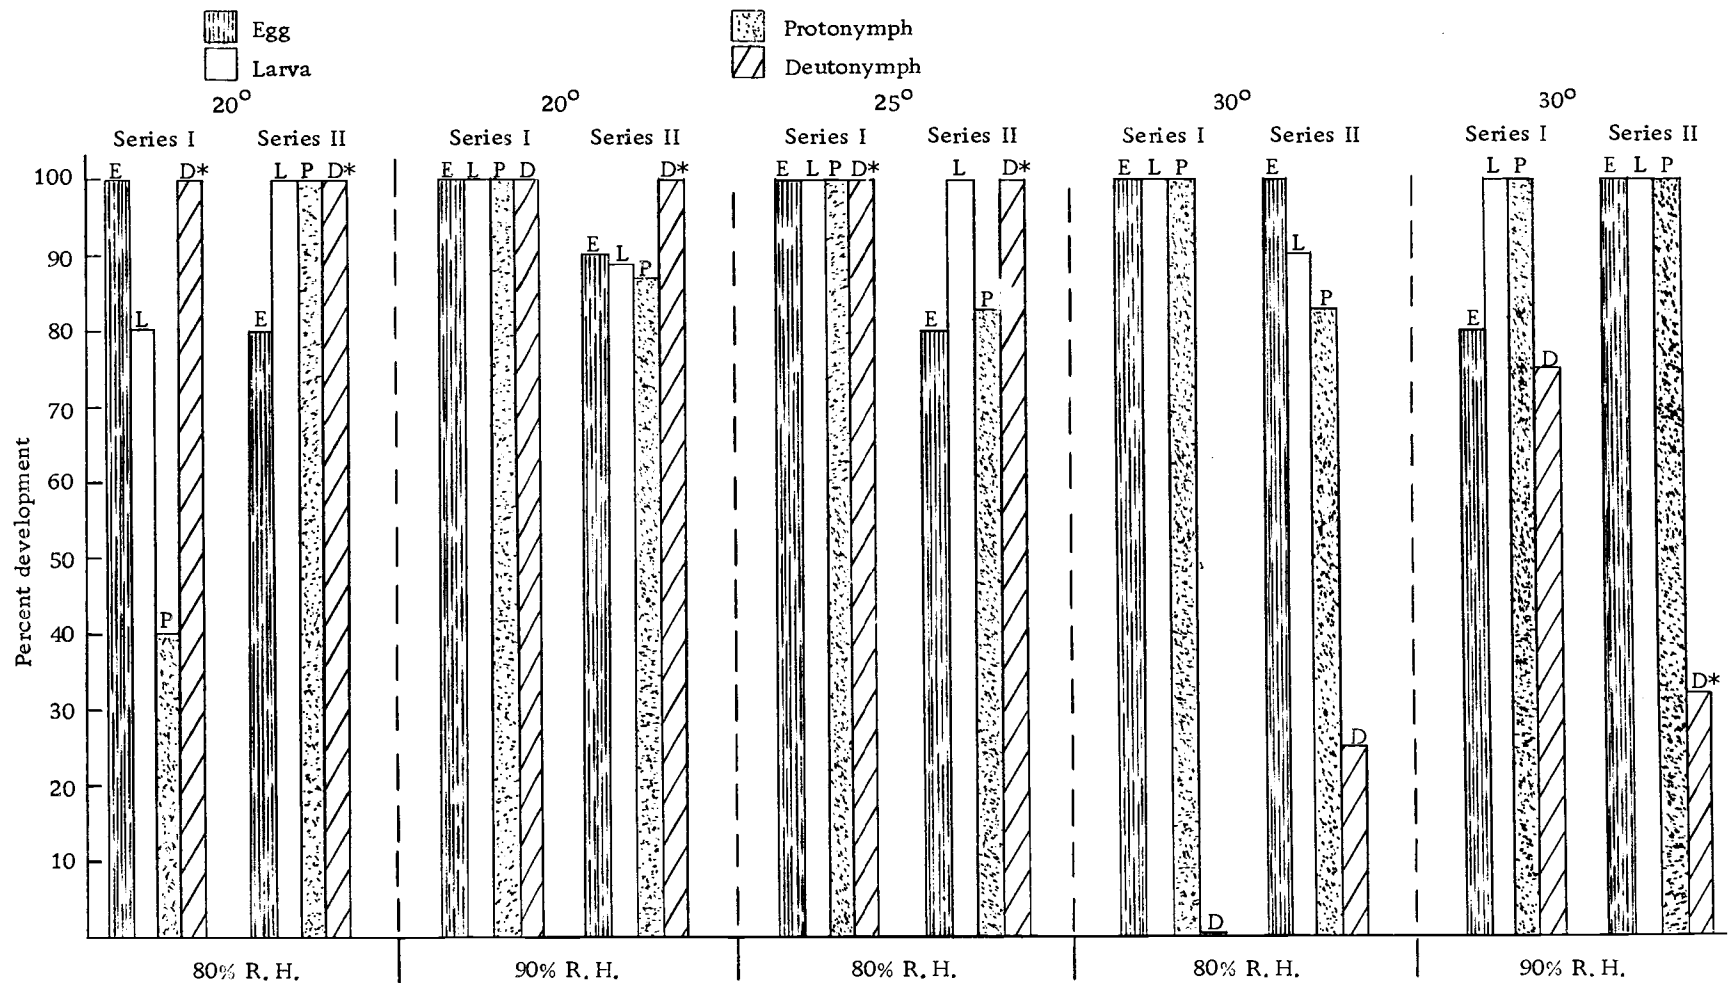 Egg
Larva
Protonymph
Deutonymph
20° 20° 25° 30° 30°
Series I Series II Series I Series II Series I Series II Series I Series II Series I Series II
E L P D*
E L P D*
E L P D
E L P D*
E L P D*
E L P D*
E L P D
E L P D
E L P D
E L P D*
100
90
80
70
60
50
40
30
20
10
Percent development
80% R. H. 90% R. H. 80% R. H. 80% R. H. 90% R. H.